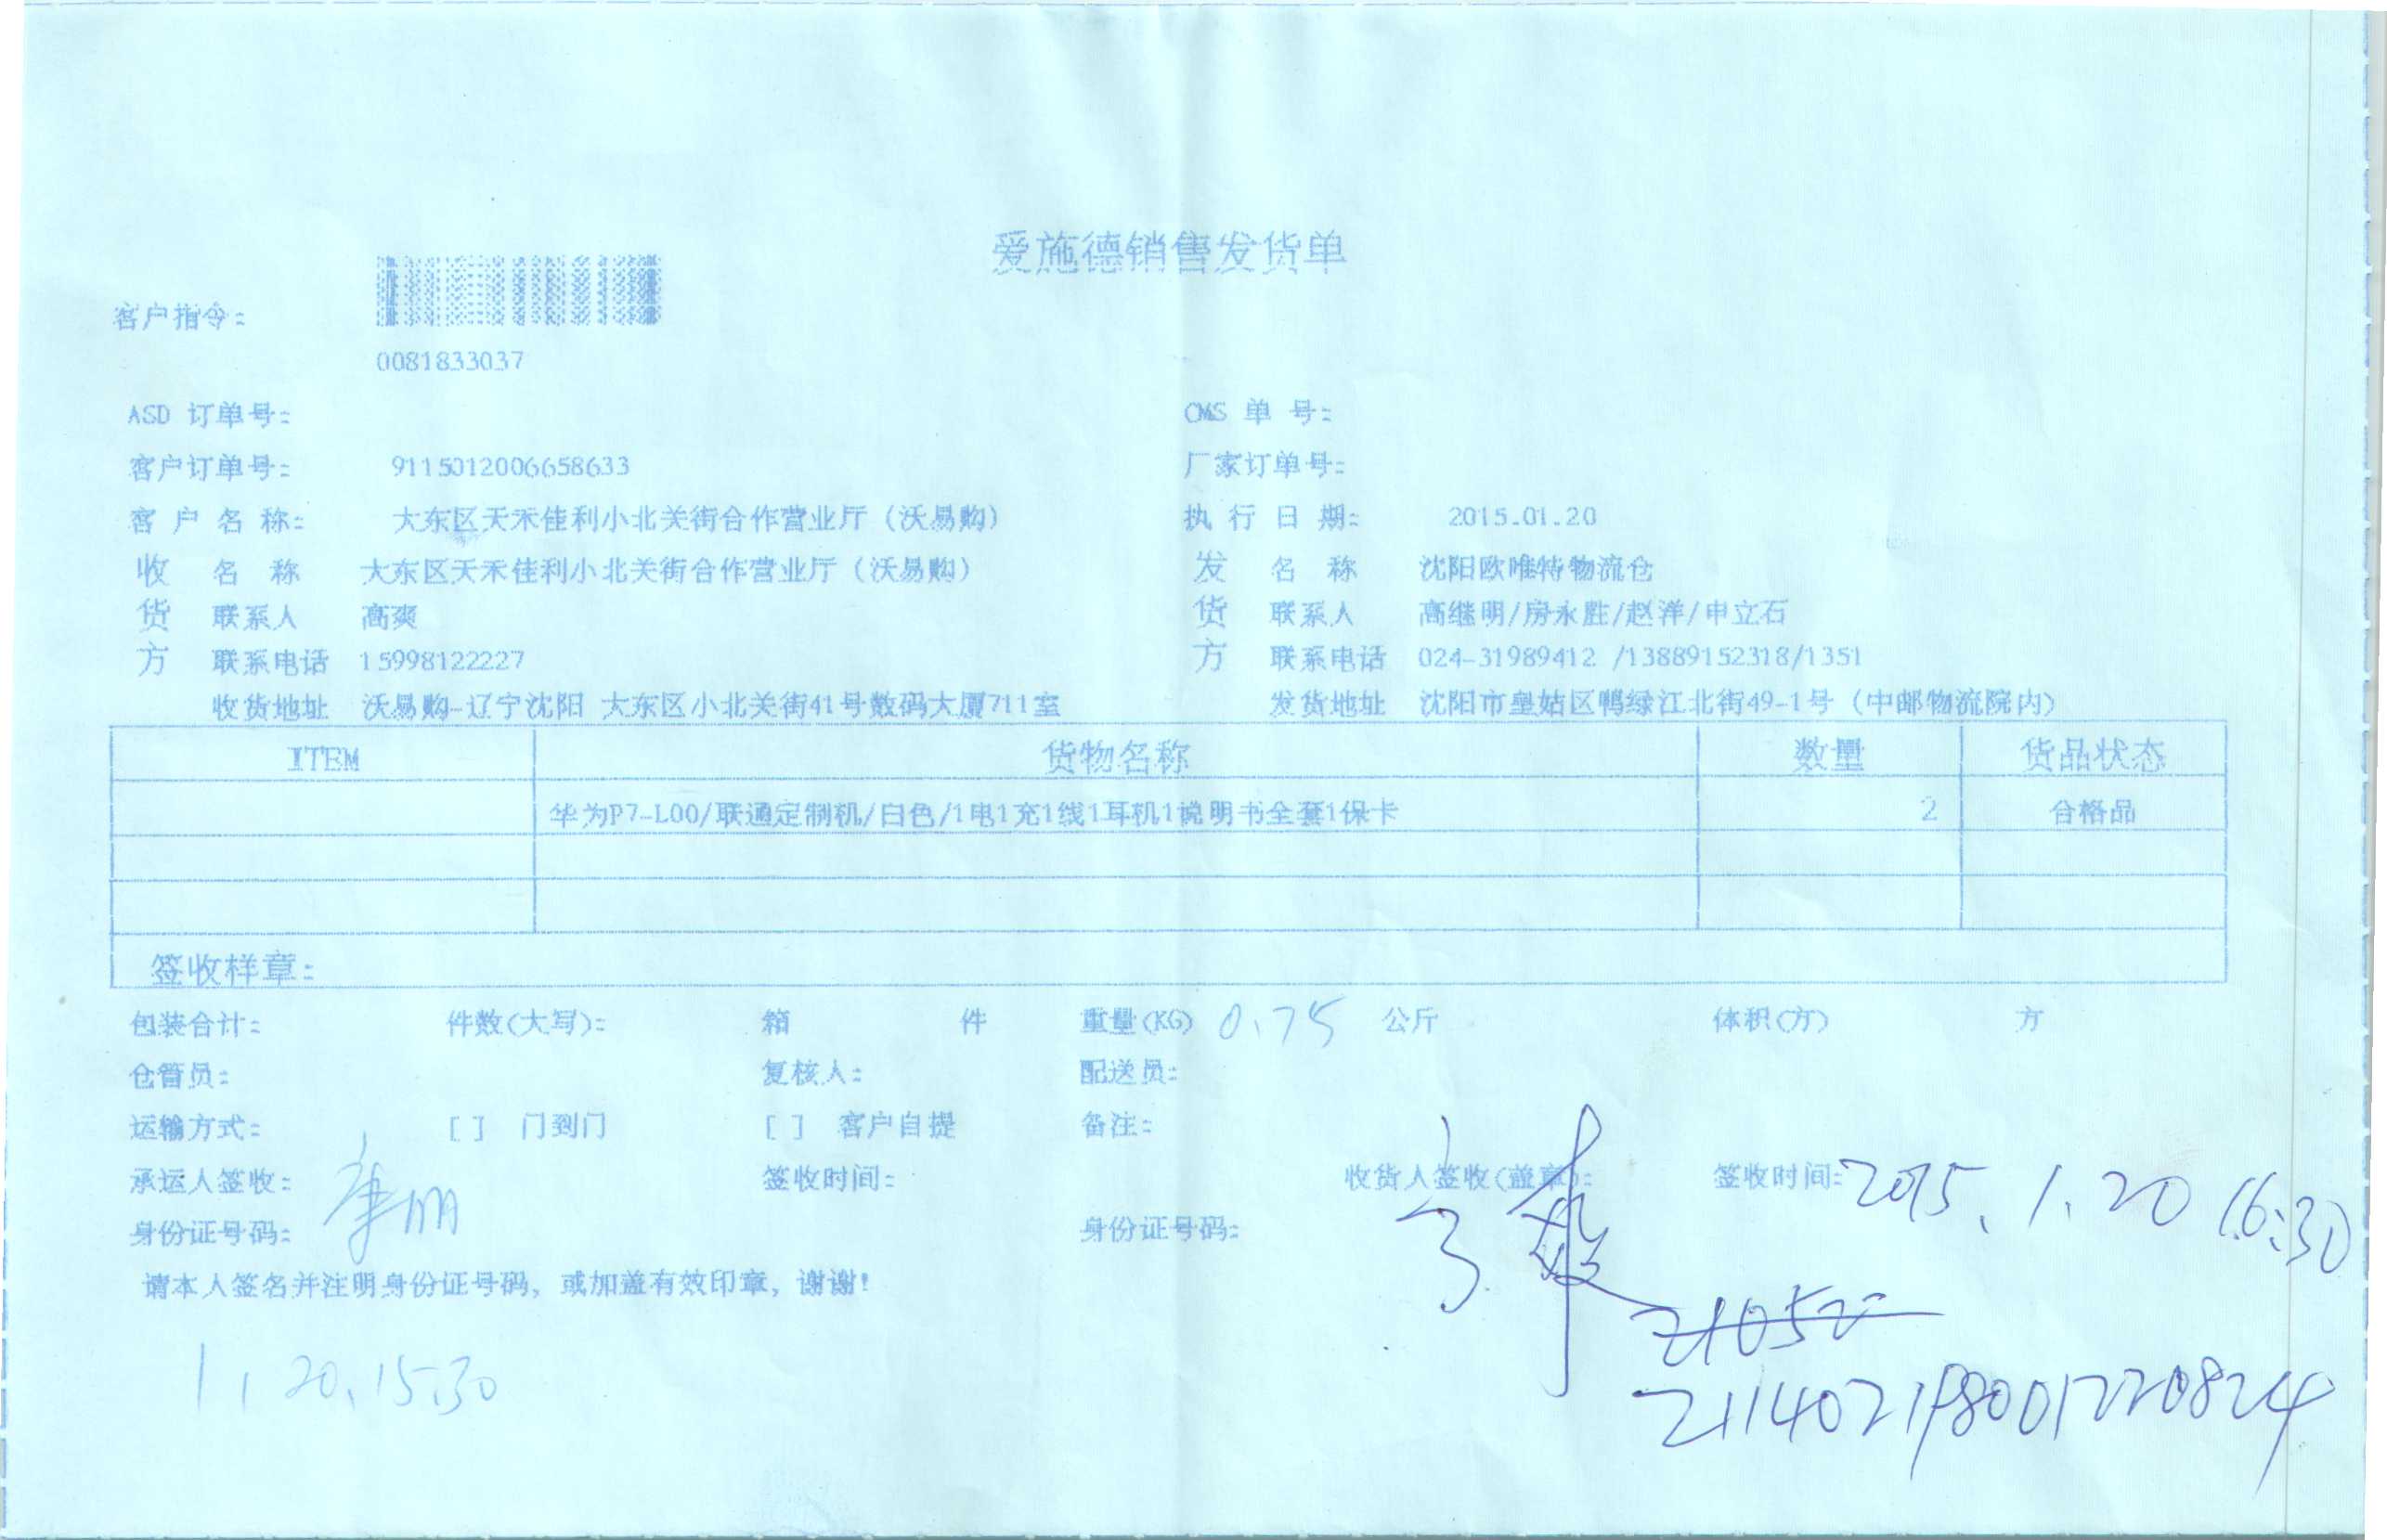 爱施德销售发货单
客户指令：
0081833037
ASD 订单号： CMS 单 号：
客户订单号： 9115012006658633 厂家订单号：
客 户 名 称： 大东区天禾佳利小北关街合作营业厅（沃易购） 执 行 日 期： 2015.01.20
收 名 称 大东区天禾佳利小北关街合作营业厅（沃易购） 发 名 称 沈阳欧唯特物流仓
货 联系人 高爽 货 联系人 高继明/房永胜/赵洋/申立石
方 联系电话 15998122227 方 联系电话 024-31989412 /13889152318/1351
收货地址 沃易购-辽宁沈阳 大东区小北关街41号数码大厦711室 发货地址 沈阳市皇姑区鸭绿江北街49-1号（中邮物流院内）
ITEM 货物名称 数量 货品状态
华为P7-L00/联通定制机/白色/1电1充1线1耳机1说明书全套1保卡 2 合格品
签收样章：
包装合计： 件数(大写)： 箱 件 重量(KG) 0.75 公斤 体积(方) 方
仓管员： 复核人： 配送员：
运输方式： [ ] 门到门 [ ] 客户自提 备注：
承运人签收： 签收时间： 收货人签收(盖章)： 签收时间：2015.1.20 16:30
身份证号码： 身份证号码：
请本人签名并注明身份证号码，或加盖有效印章，谢谢！
1.20.15:30
211402198001220824